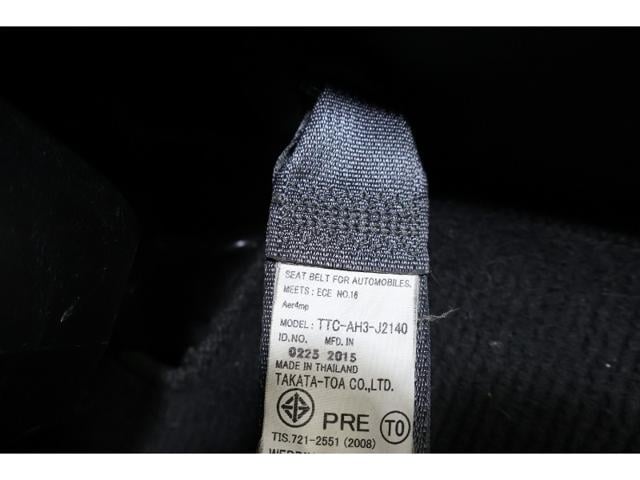 SEAT BELT FOR AUTOMOBILES.
MEETS : ECE NO.16
Aer4mp
MODEL : TTC-AH3-J2140
ID.NO. MFD. IN
0225 2015
MADE IN THAILAND
TAKATA-TOA CO.,LTD.
PRE TO
TIS.721-2551 (2008)